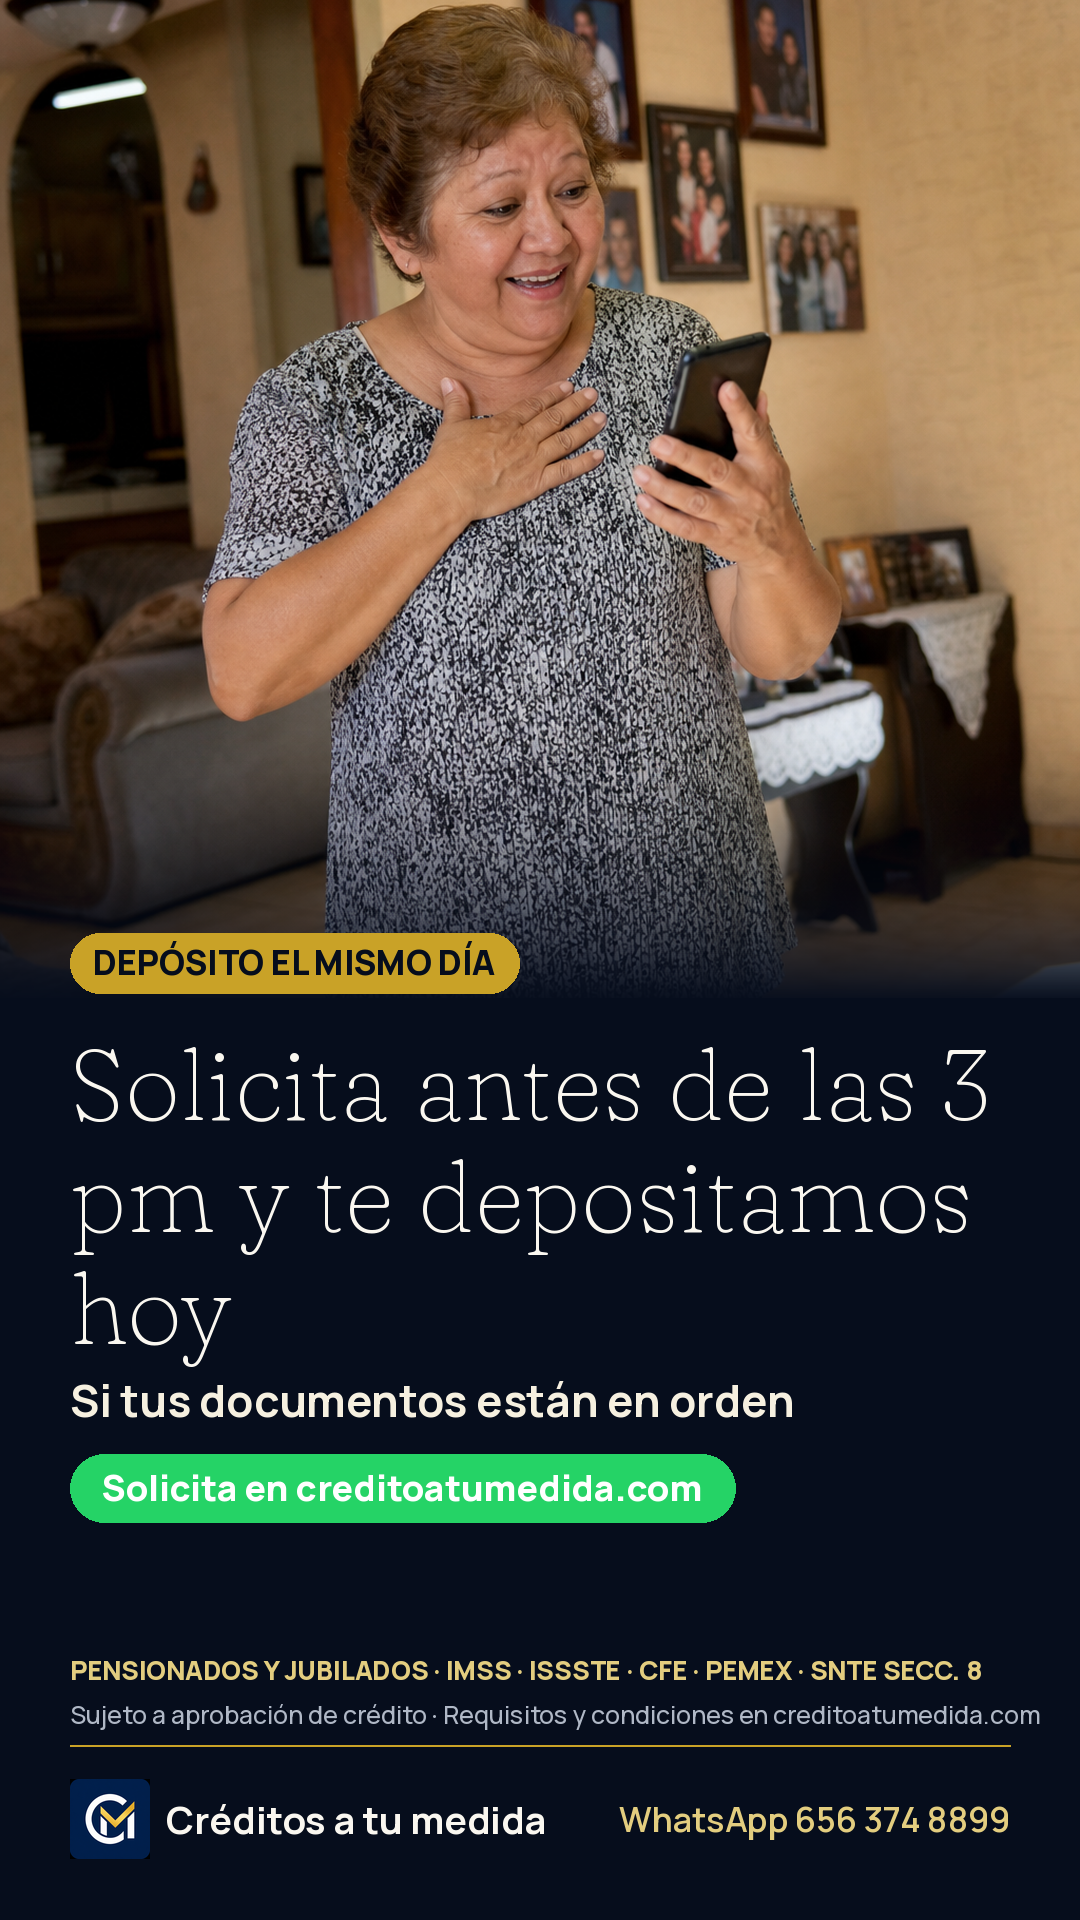 DEPÓSITO EL MISMO DÍA
Solicita antes de las 3
pm y te depositamos
hoy
Si tus documentos están en orden
Solicita en creditoatumedida.com
PENSIONADOS Y JUBILADOS · IMSS · ISSSTE · CFE · PEMEX · SNTE SECC. 8
Sujeto a aprobación de crédito · Requisitos y condiciones en creditoatumedida.com
Créditos a tu medida
WhatsApp 656 374 8899